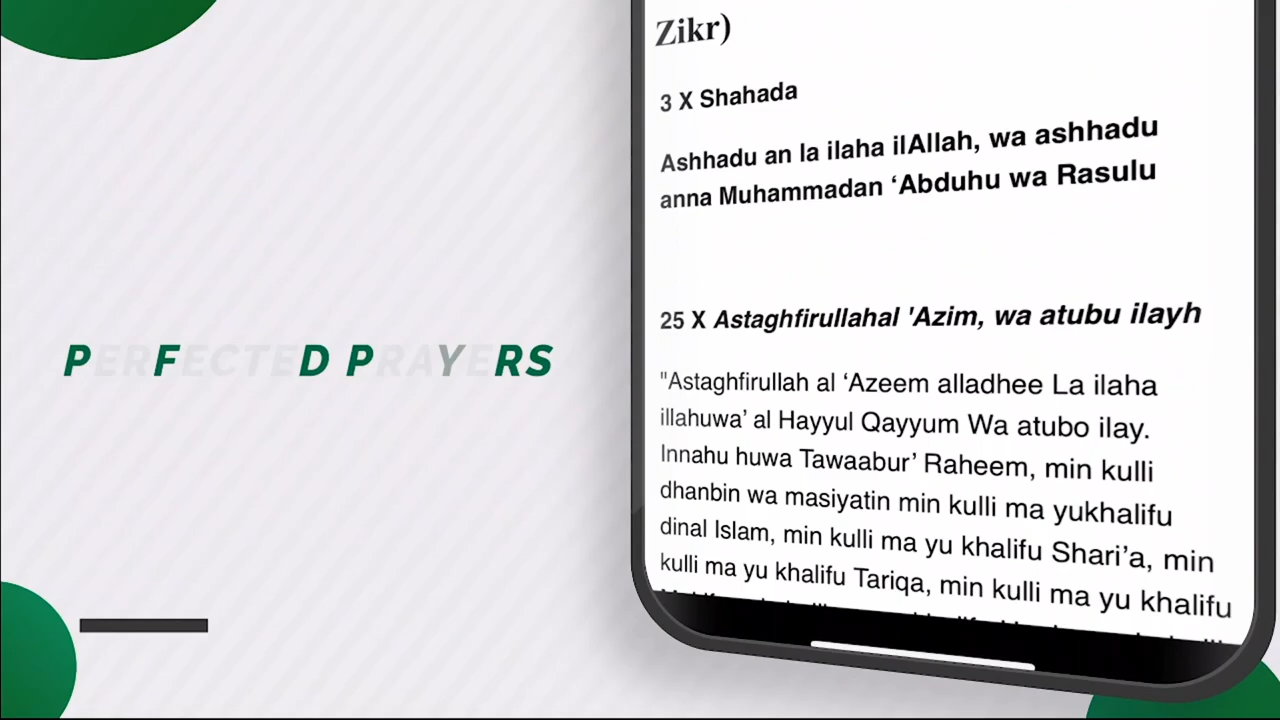 PERFECTED PRAYERS
Zikr)
3 X Shahada
Ashhadu an la ilaha ilAllah, wa ashhadu
anna Muhammadan ‘Abduhu wa Rasulu
25 X Astaghfirullahal 'Azim, wa atubu ilayh
"Astaghfirullah al ‘Azeem alladhee La ilaha
illahuwa’ al Hayyul Qayyum Wa atubo ilay.
Innahu huwa Tawaabur’ Raheem, min kulli
dhanbin wa masiyatin min kulli ma yukhalifu
dinal Islam, min kulli ma yu khalifu Shari’a, min
kulli ma yu khalifu Tariqa, min kulli ma yu khalifu